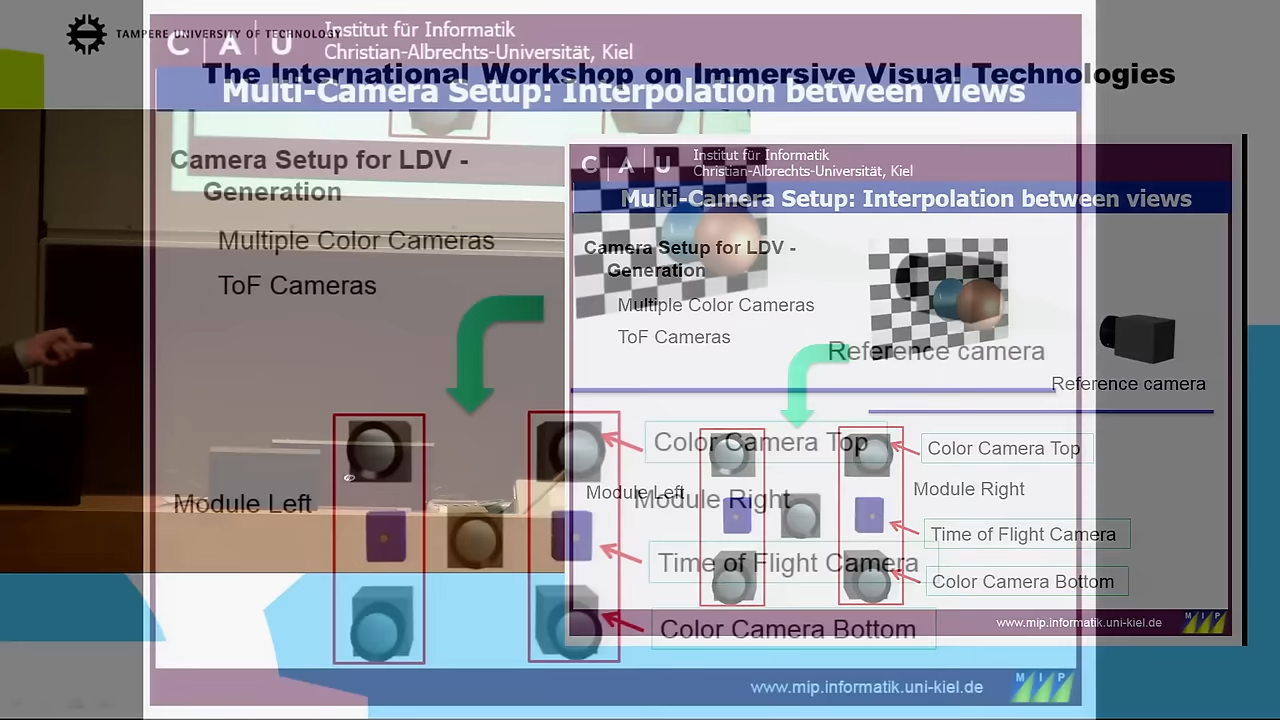 TAMPERE UNIVERSITY OF TECHNOLOGY
The International Workshop on Immersive Visual Technologies
C | A | U
Institut für Informatik
Christian-Albrechts-Universität, Kiel
Multi-Camera Setup: Interpolation between views
Camera Setup for LDV -
Generation
Multiple Color Cameras
ToF Cameras
Reference camera
Color Camera Top
Module Left
Module Right
Time of Flight Camera
Color Camera Bottom
www.mip.informatik.uni-kiel.de
M I P
C | A | U
Institut für Informatik
Christian-Albrechts-Universität, Kiel
Multi-Camera Setup: Interpolation between views
Camera Setup for LDV -
Generation
Multiple Color Cameras
ToF Cameras
Reference camera
Color Camera Top
Module Left
Module Right
Time of Flight Camera
Color Camera Bottom
www.mip.informatik.uni-kiel.de
M I P